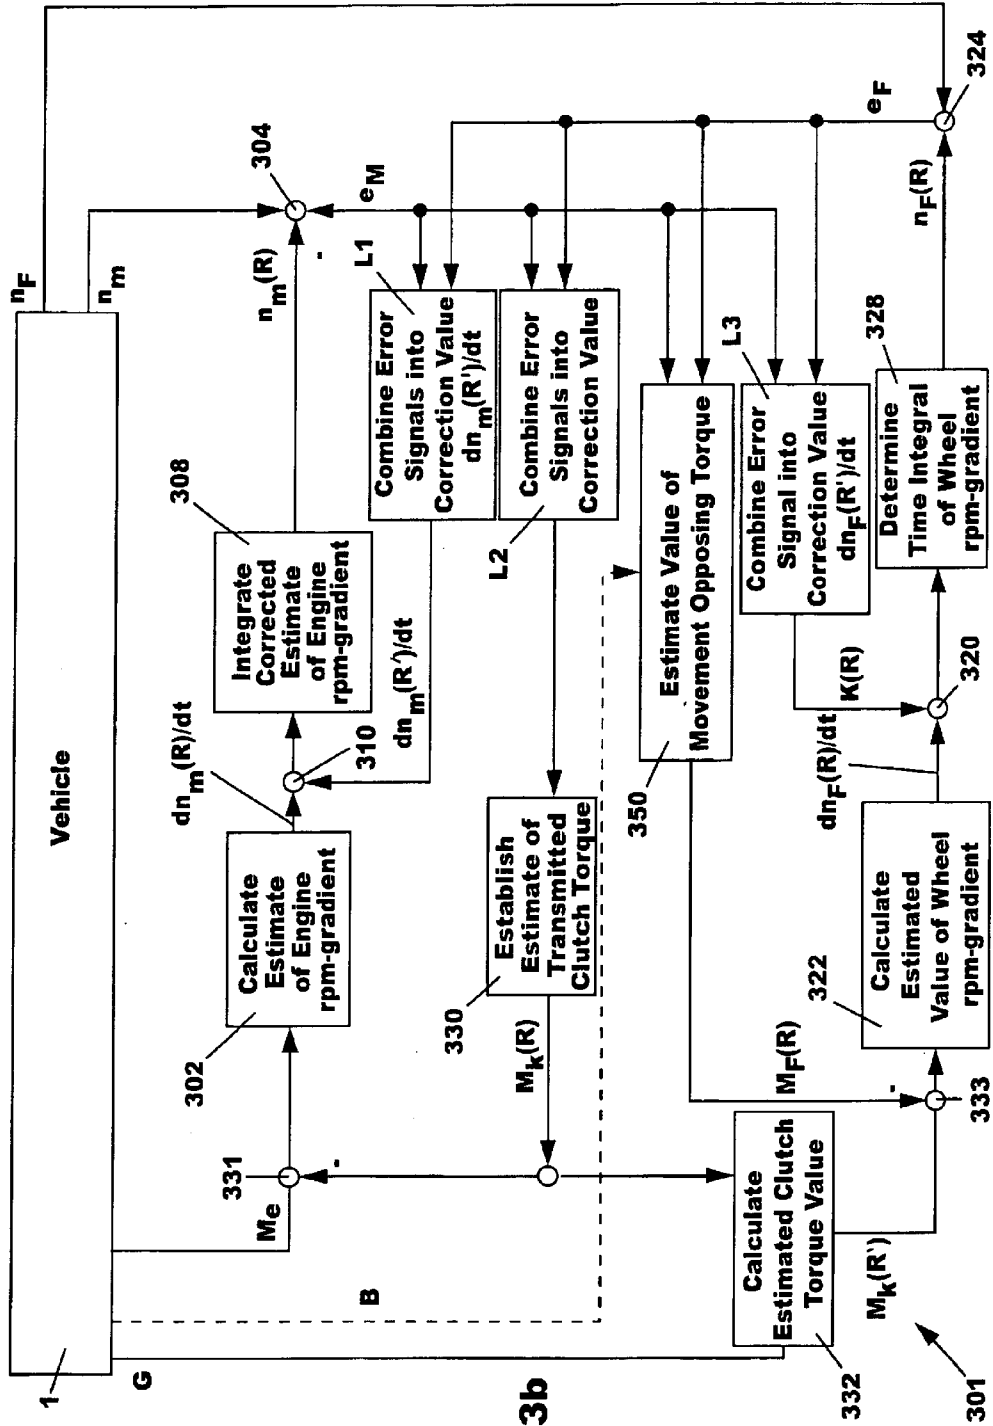 1
Vehicle
n_F
n_m
G
B
M_e
331
302
Calculate
Estimate
of Engine
rpm-gradient
dn_m(R)/dt
310
Integrate
Corrected
Estimate
of Engine
rpm-gradient
308
n_m(R)
-
304
e_M
dn_m(R')/dt
Combine Error
Signals into
Correction Value
dn_m(R')/dt
L1
Combine Error
Signals into
Correction Value
L2
Establish
Estimate of
Transmitted
Clutch Torque
330
M_k(R)
-
Estimate Value of
Movement Opposing Torque
350
M_F(R)
-
Combine Error
Signal into
Correction Value
dn_F(R')/dt
L3
K(R)
e_F
Calculate
Estimated Clutch
Torque Value
332
M_k(R')
333
322
Calculate
Estimated
Value of Wheel
rpm-gradient
dn_F(R)/dt
320
Determine
Time Integral
of Wheel
rpm-gradient
328
n_F(R)
324
301
3b